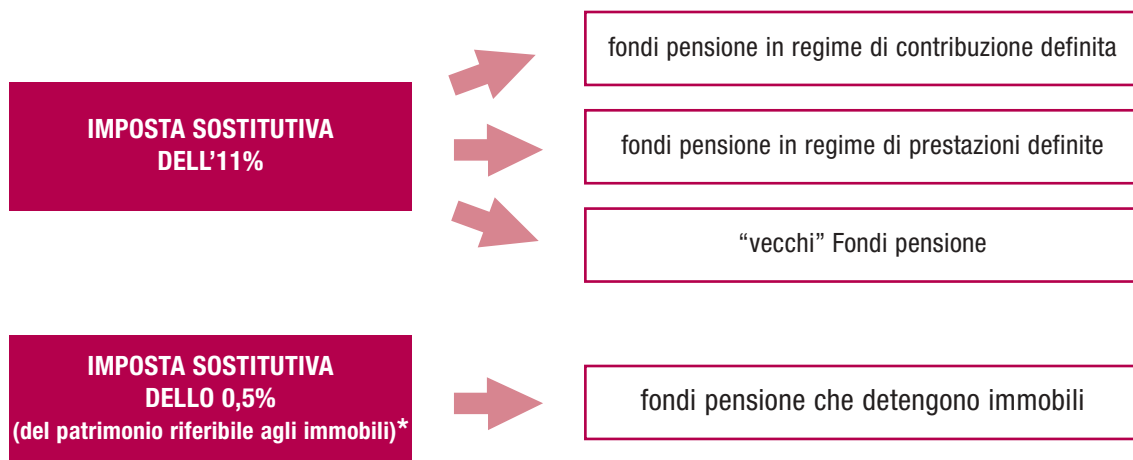 IMPOSTA SOSTITUTIVA
DELL’11%
fondi pensione in regime di contribuzione definita
fondi pensione in regime di prestazioni definite
“vecchi” Fondi pensione
IMPOSTA SOSTITUTIVA
DELLO 0,5%
(del patrimonio riferibile agli immobili)*
fondi pensione che detengono immobili